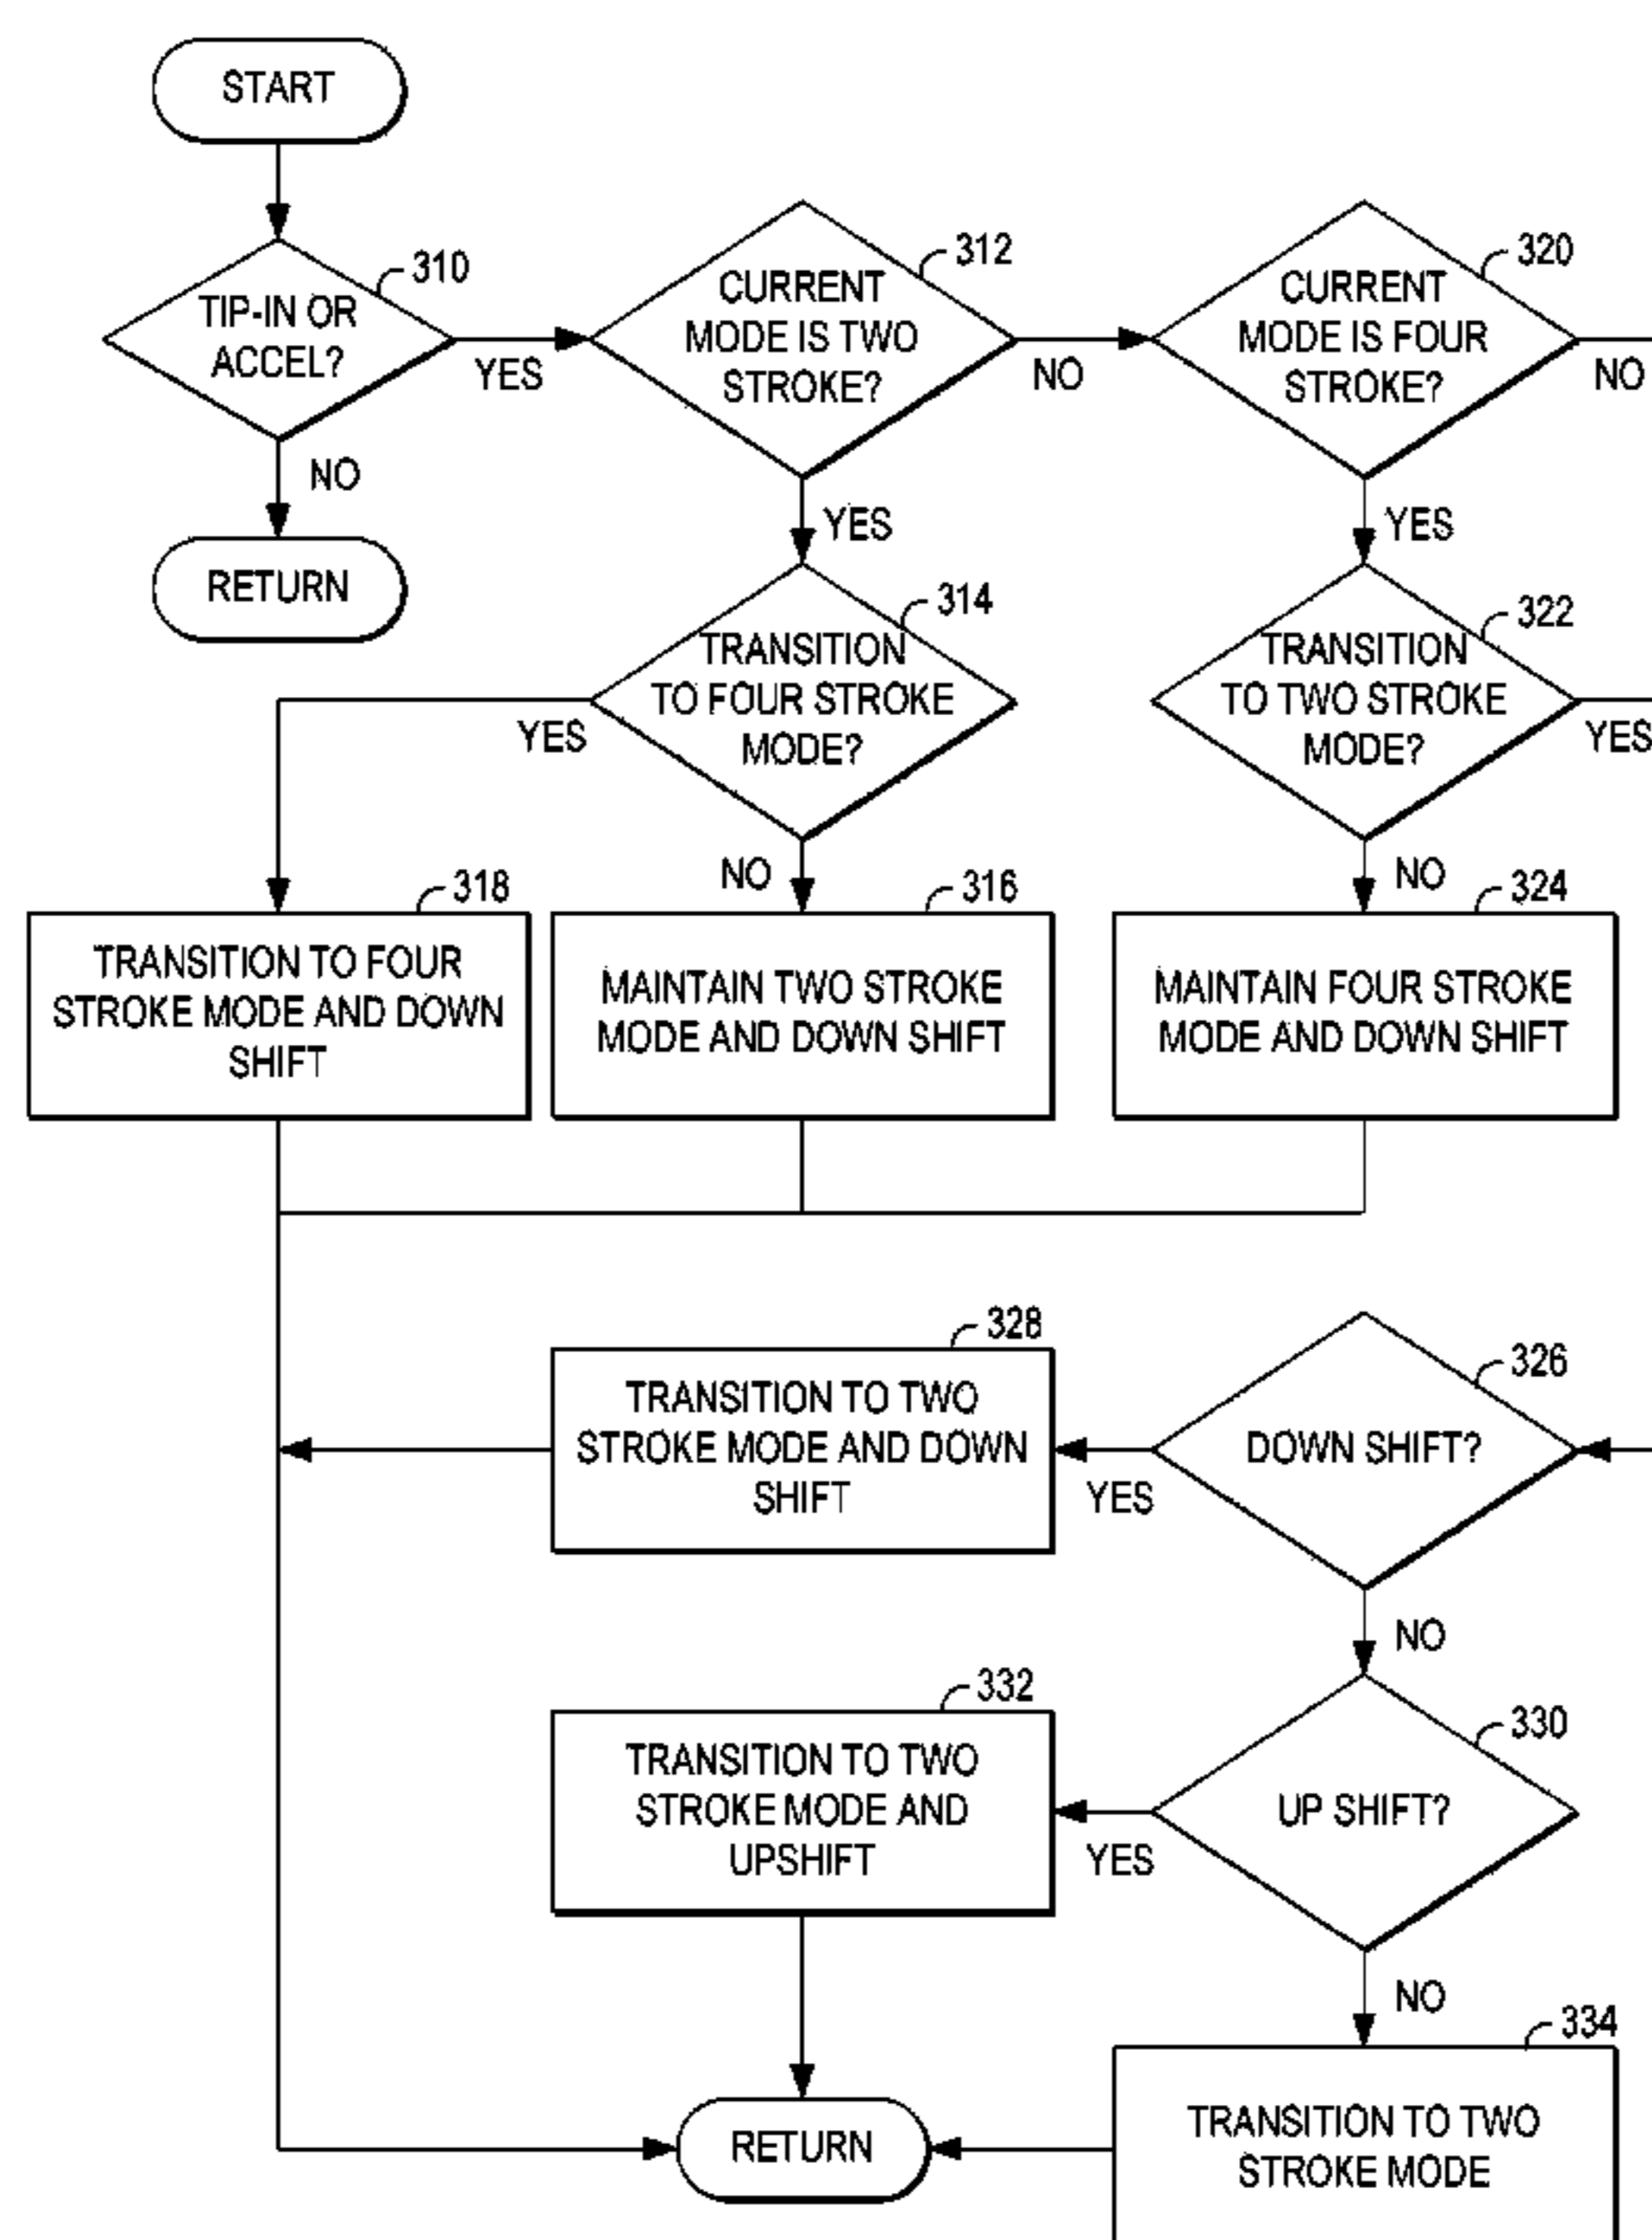 START
310
TIP-IN OR
ACCEL?
YES
NO
RETURN
312
CURRENT
MODE IS TWO
STROKE?
NO
YES
320
CURRENT
MODE IS FOUR
STROKE?
NO
YES
314
TRANSITION
TO FOUR STROKE
MODE?
YES
NO
322
TRANSITION
TO TWO STROKE
MODE?
YES
NO
318
TRANSITION TO FOUR
STROKE MODE AND DOWN
SHIFT
316
MAINTAIN TWO STROKE
MODE AND DOWN SHIFT
324
MAINTAIN FOUR STROKE
MODE AND DOWN SHIFT
328
TRANSITION TO TWO
STROKE MODE AND DOWN
SHIFT
326
DOWN SHIFT?
YES
NO
332
TRANSITION TO TWO
STROKE MODE AND
UPSHIFT
330
UP SHIFT?
YES
NO
334
TRANSITION TO TWO
STROKE MODE
RETURN